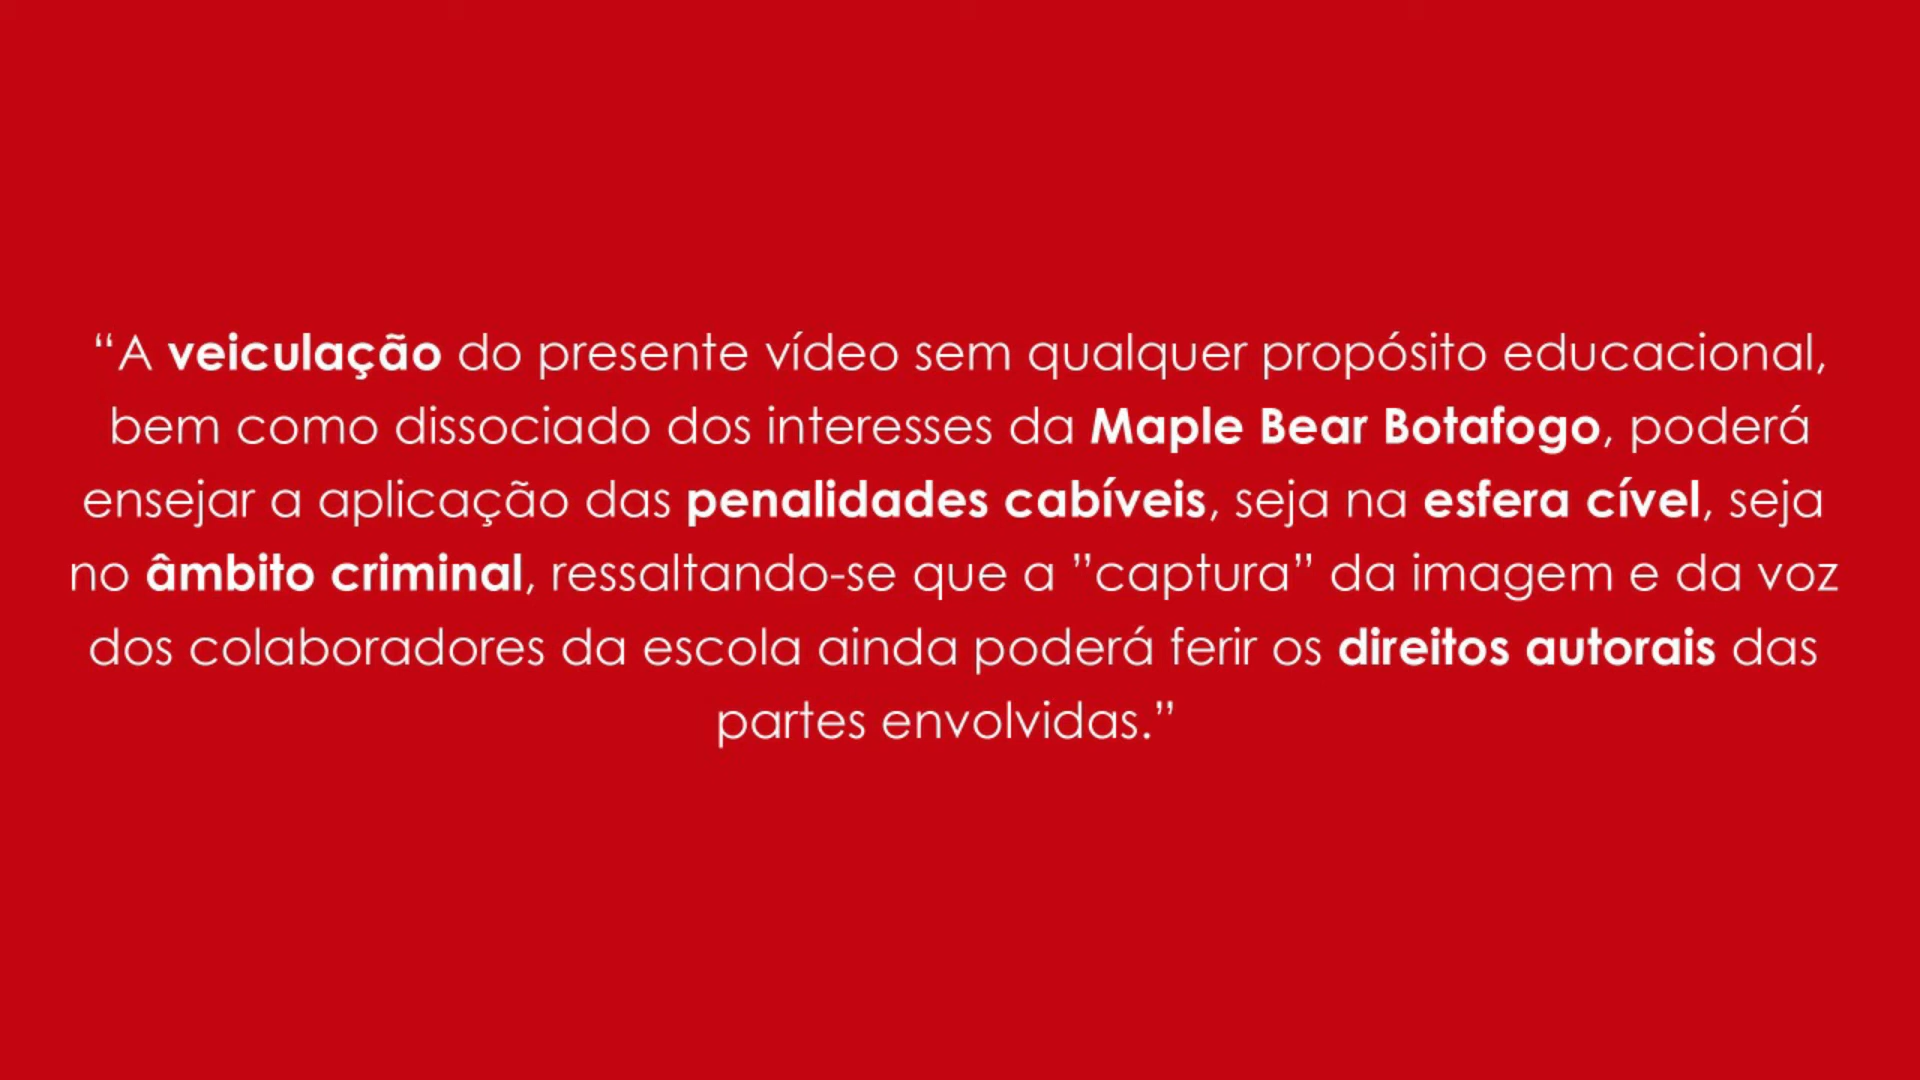 “A veiculação do presente vídeo sem qualquer propósito educacional,
bem como dissociado dos interesses da Maple Bear Botafogo, poderá
ensejar a aplicação das penalidades cabíveis, seja na esfera cível, seja
no âmbito criminal, ressaltando-se que a ”captura” da imagem e da voz
dos colaboradores da escola ainda poderá ferir os direitos autorais das
partes envolvidas.”